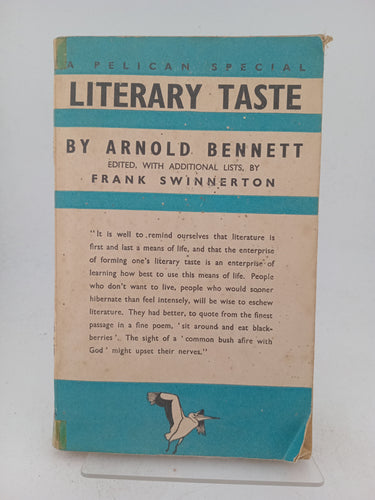 A PELICAN SPECIAL
LITERARY TASTE
BY ARNOLD BENNETT
EDITED, WITH ADDITIONAL LISTS, BY
FRANK SWINNERTON
"It is well to remind ourselves that literature is
first and last a means of life, and that the enterprise
of forming one's literary taste is an enterprise of
learning how best to use this means of life. People
who don't want to live, people who would sooner
hibernate than feel intensely, will be wise to eschew
literature. They had better, to quote from the finest
passage in a fine poem, 'sit around and eat black-
berries'. The sight of a 'common bush afire with
God' might upset their nerves."